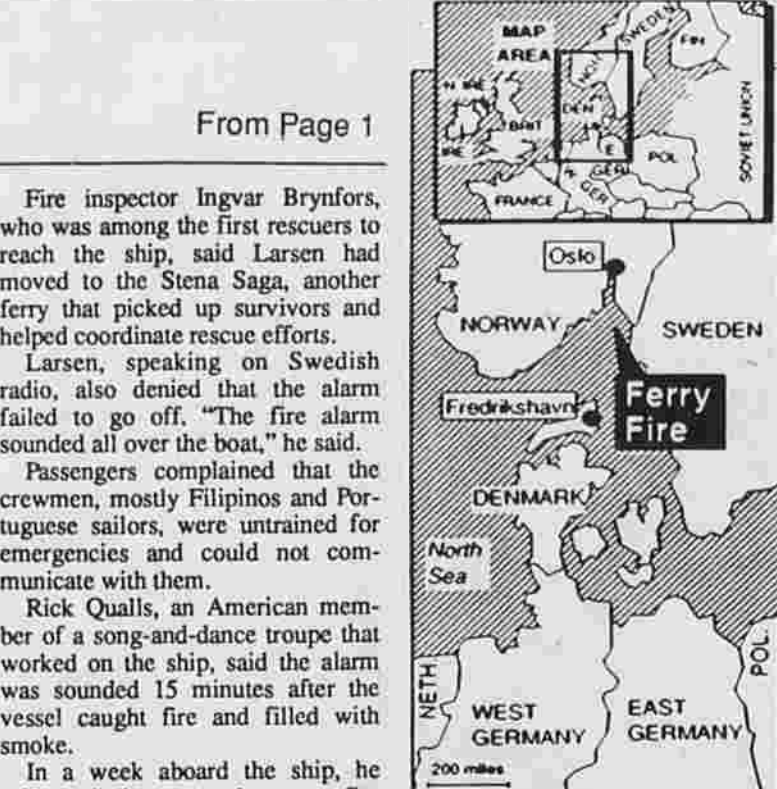 From Page 1
Fire inspector Ingvar Brynfors,
who was among the first rescuers to
reach the ship, said Larsen had
moved to the Stena Saga, another
ferry that picked up survivors and
helped coordinate rescue efforts.
Larsen, speaking on Swedish
radio, also denied that the alarm
failed to go off. “The fire alarm
sounded all over the boat,” he said.
Passengers complained that the
crewmen, mostly Filipinos and Por-
tuguese sailors, were untrained for
emergencies and could not com-
municate with them.
Rick Qualls, an American mem-
ber of a song-and-dance troupe that
worked on the ship, said the alarm
was sounded 15 minutes after the
vessel caught fire and filled with
smoke.
In a week aboard the ship, he
MAP
AREA
SWEDEN
FIN
NOR
N IRE
DEN
BRIT
IRE
E
GER
POL
GER
FRANCE
SOVIET UNION
Oslo
NORWAY
SWEDEN
Ferry
Fire
Fredrikshavn
DENMARK
North
Sea
NETH
WEST
GERMANY
EAST
GERMANY
POL.
200 miles